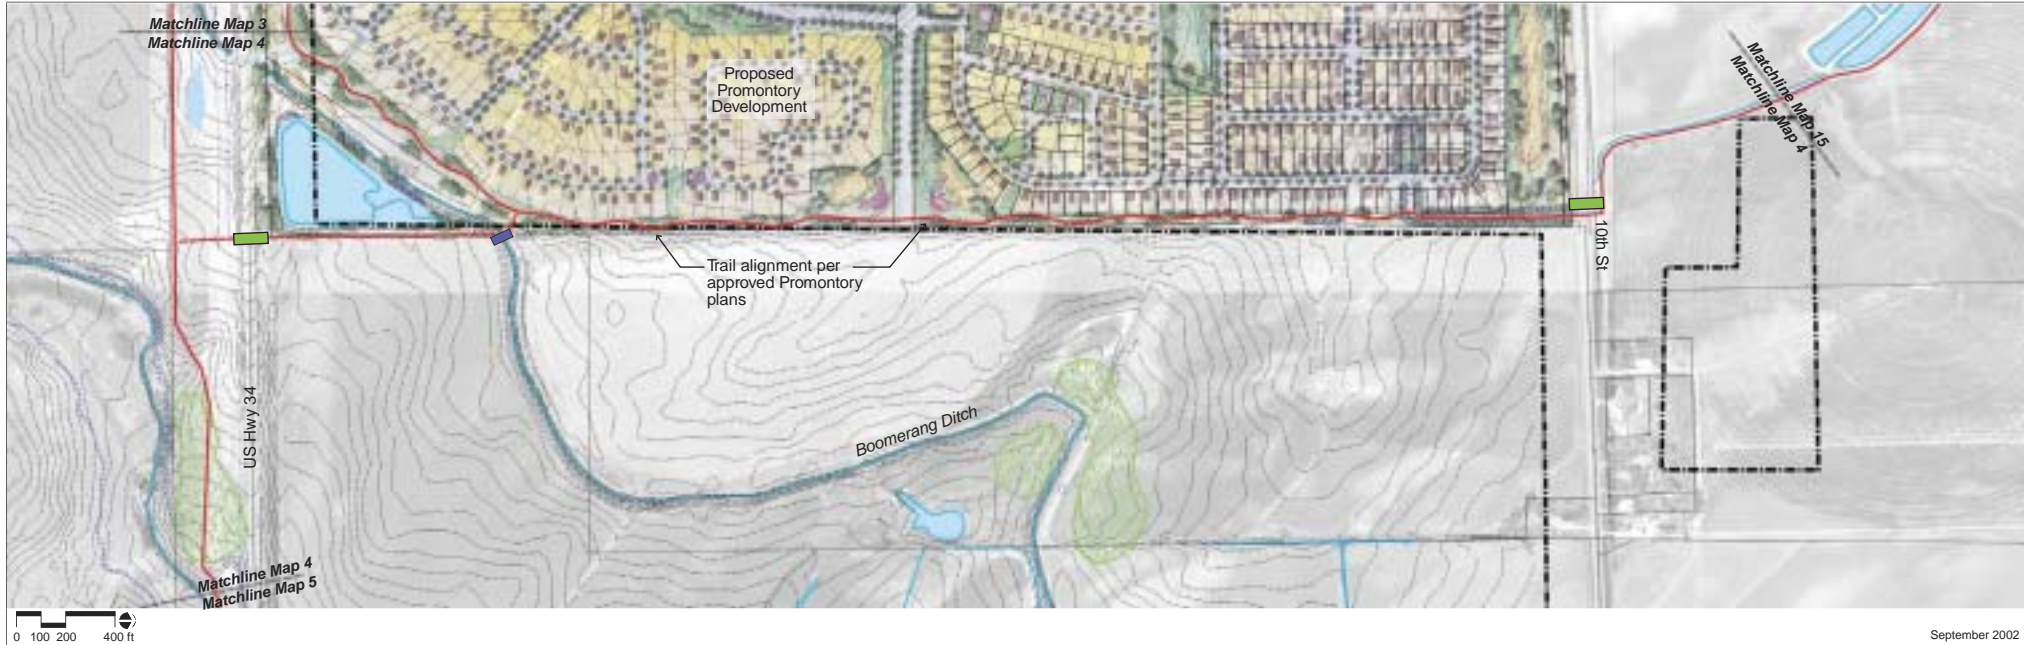 Matchline Map 3
Matchline Map 4
Proposed
Promontory
Development
Matchline Map 15
Matchline Map 4
10th St
Trail alignment per
approved Promontory
plans
US Hwy 34
Boomerang Ditch
Matchline Map 4
Matchline Map 5
0 100 200 400 ft
September 2002